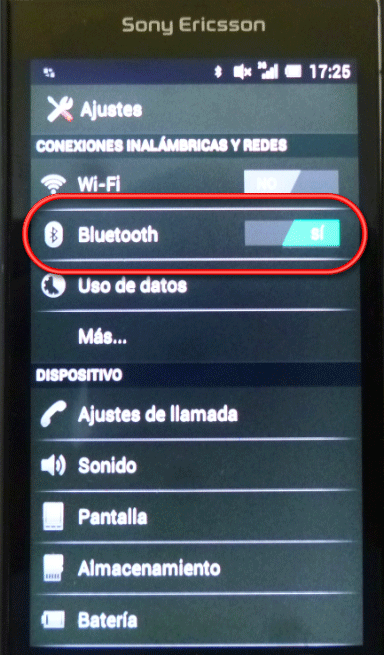 Sony Ericsson
3G 17:25
Ajustes
CONEXIONES INALÁMBRICAS Y REDES
Wi-Fi NO
Bluetooth SÍ
Uso de datos
Más...
DISPOSITIVO
Ajustes de llamada
Sonido
Pantalla
Almacenamiento
Batería